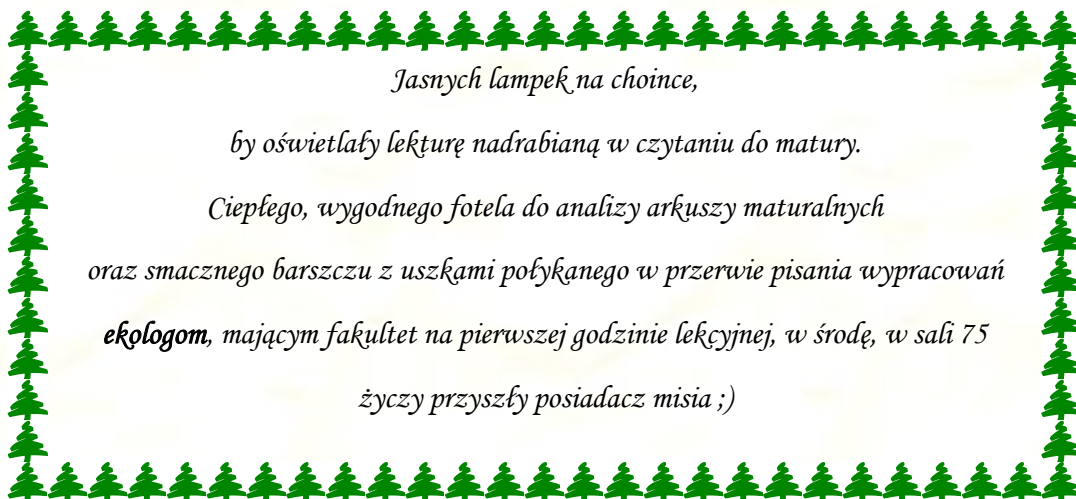 Jasnych lampek na choince,
by oświetlały lekturę nadrabianą w czytaniu do matury.
Ciepłego, wygodnego fotela do analizy arkuszy maturalnych
oraz smacznego barszczu z uszkami połykanego w przerwie pisania wypracowań
ekologom, mającym fakultet na pierwszej godzinie lekcyjnej, w środę, w sali 75
życzy przyszły posiadacz misia ;)